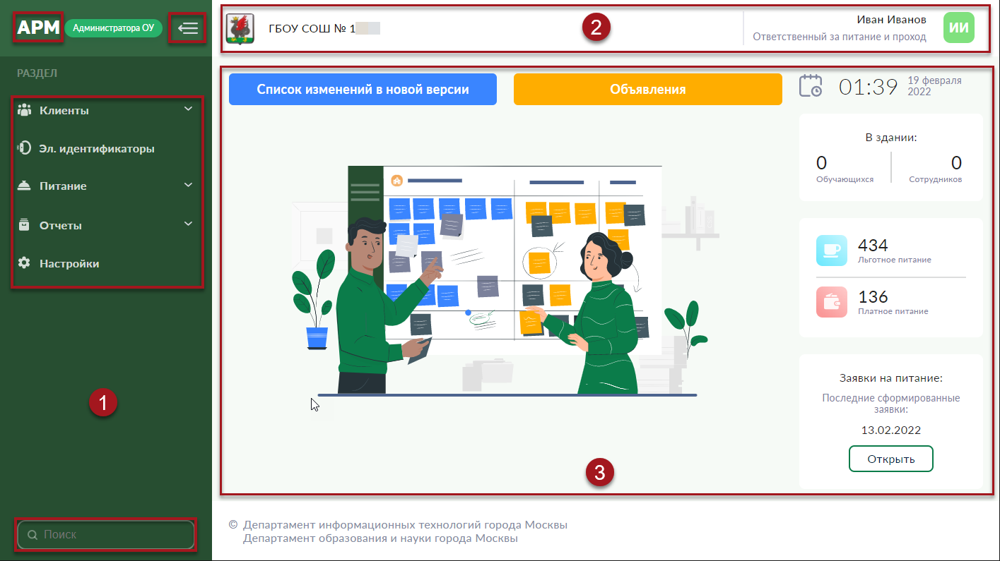 АРМ
Администратора ОУ
РАЗДЕЛ
Клиенты
Эл. идентификаторы
Питание
Отчеты
Настройки
1
Поиск
ГБОУ СОШ № 1
2
Иван Иванов
Ответственный за питание и проход
ИИ
Список изменений в новой версии
Объявления
01:39
19 февраля
2022
В здании:
0
Обучающихся
0
Сотрудников
434
Льготное питание
136
Платное питание
Заявки на питание:
Последние сформированные
заявки:
13.02.2022
Открыть
3
© Департамент информационных технологий города Москвы
Департамент образования и науки города Москвы